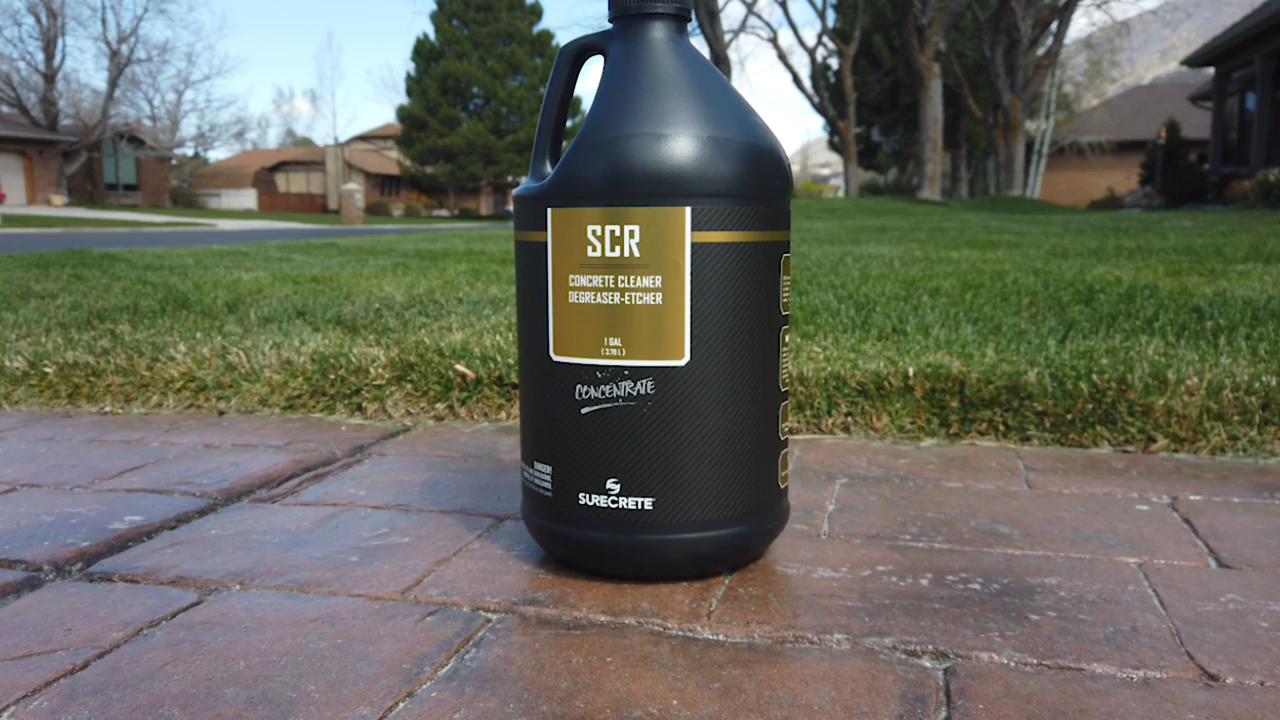 SCR
CONCRETE CLEANER
DEGREASER-ETCHER
1 GAL
(3.78 L)
CONCENTRATE
DANGER!
SURECRETE